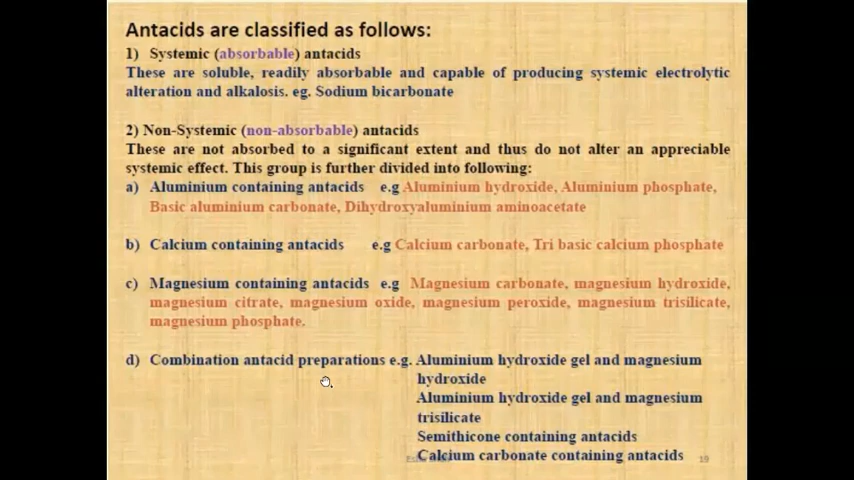 Antacids are classified as follows:
1) Systemic (absorbable) antacids
These are soluble, readily absorbable and capable of producing systemic electrolytic
alteration and alkalosis. eg. Sodium bicarbonate
2) Non-Systemic (non-absorbable) antacids
These are not absorbed to a significant extent and thus do not alter an appreciable
systemic effect. This group is further divided into following:
a) Aluminium containing antacids e.g Aluminium hydroxide, Aluminium phosphate,
Basic aluminium carbonate, Dihydroxyaluminium aminoacetate
b) Calcium containing antacids e.g Calcium carbonate, Tri basic calcium phosphate
c) Magnesium containing antacids e.g Magnesium carbonate, magnesium hydroxide,
magnesium citrate, magnesium oxide, magnesium peroxide, magnesium trisilicate,
magnesium phosphate.
d) Combination antacid preparations e.g. Aluminium hydroxide gel and magnesium
hydroxide
Aluminium hydroxide gel and magnesium
trisilicate
Semithicone containing antacids
Calcium carbonate containing antacids 19